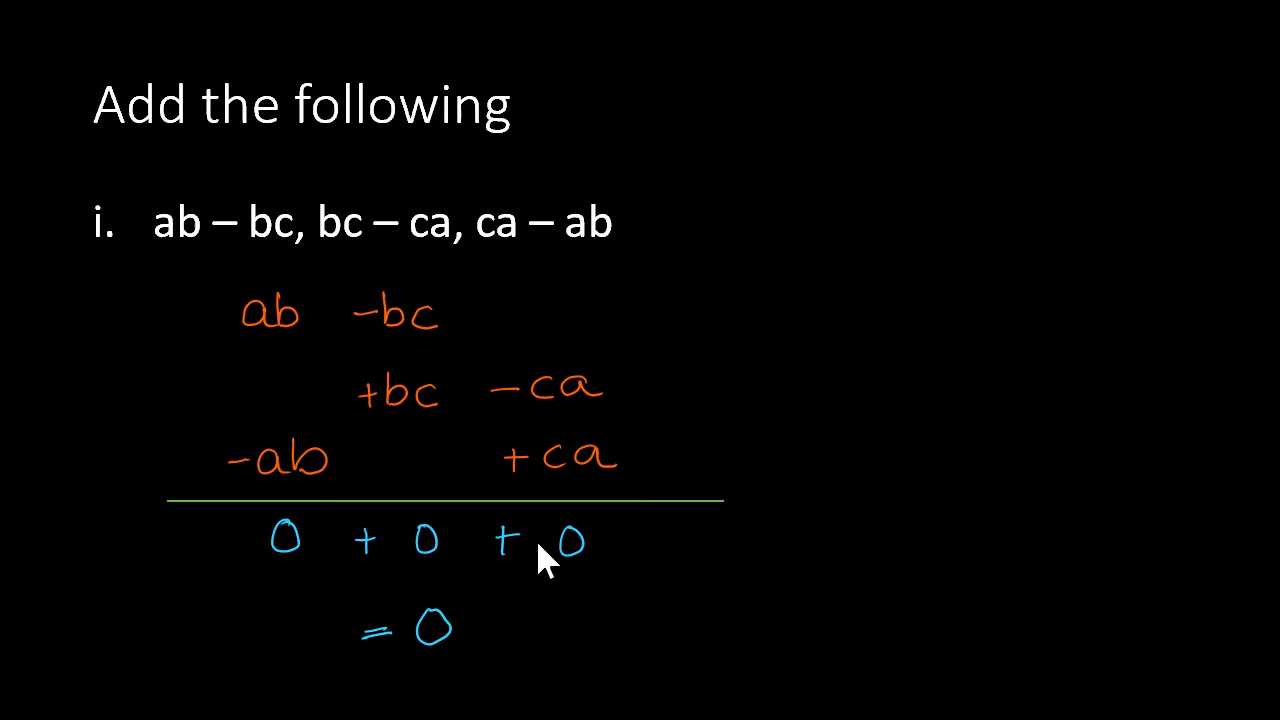 Add the following
i. ab – bc, bc – ca, ca – ab
ab -bc
+bc -ca
-ab +ca
0 + 0 + 0
= 0